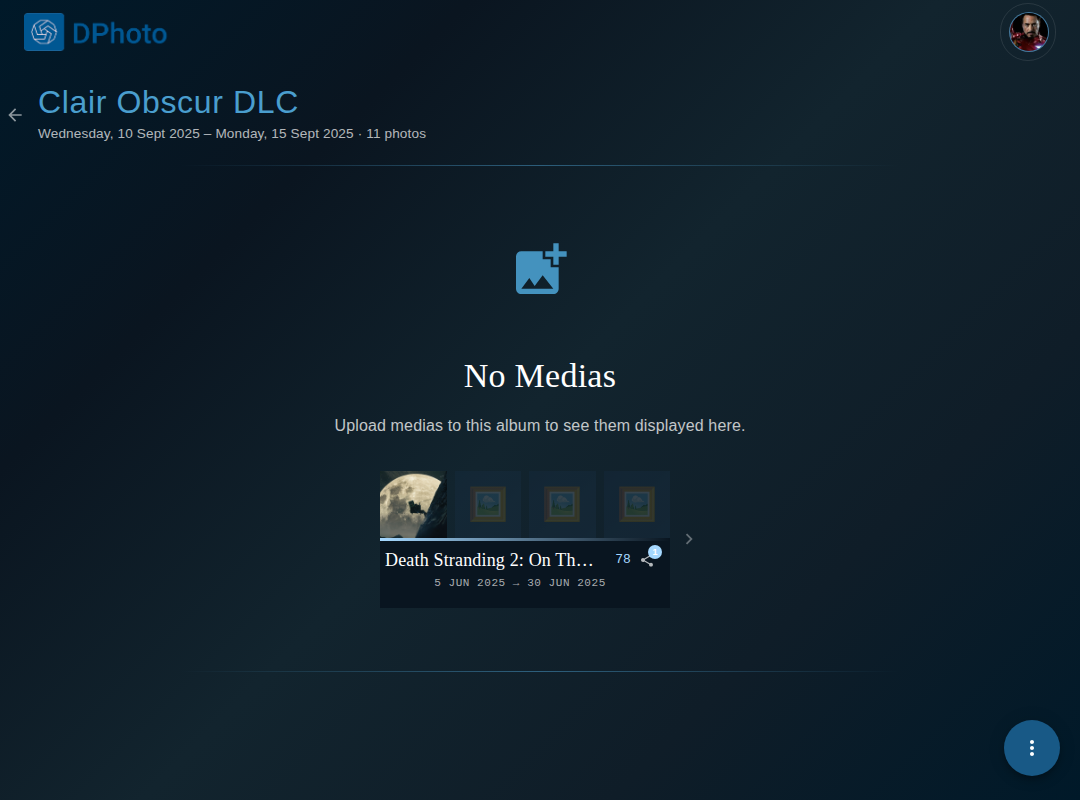 DPhoto
Clair Obscur DLC
Wednesday, 10 Sept 2025 – Monday, 15 Sept 2025 · 11 photos
No Medias
Upload medias to this album to see them displayed here.
Death Stranding 2: On Th… 78 1
5 JUN 2025 → 30 JUN 2025